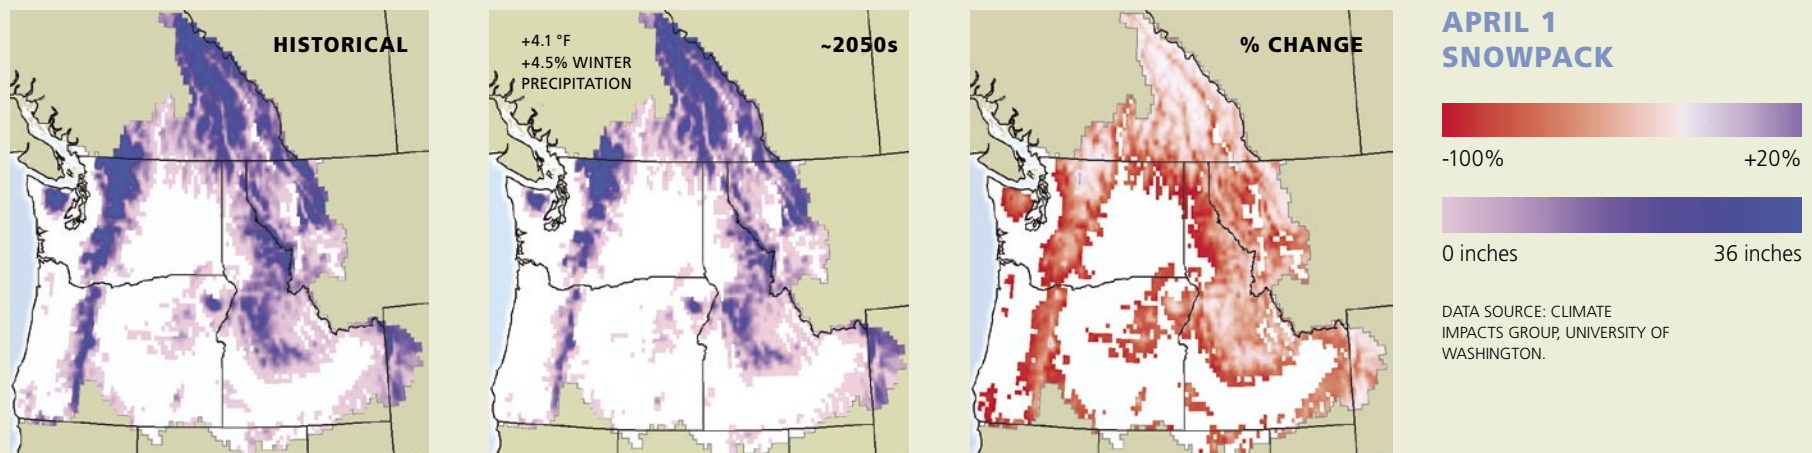 HISTORICAL
+4.1 °F
+4.5% WINTER
PRECIPITATION
~2050s
% CHANGE
APRIL 1
SNOWPACK
-100% +20%
0 inches 36 inches
DATA SOURCE: CLIMATE
IMPACTS GROUP, UNIVERSITY OF
WASHINGTON.